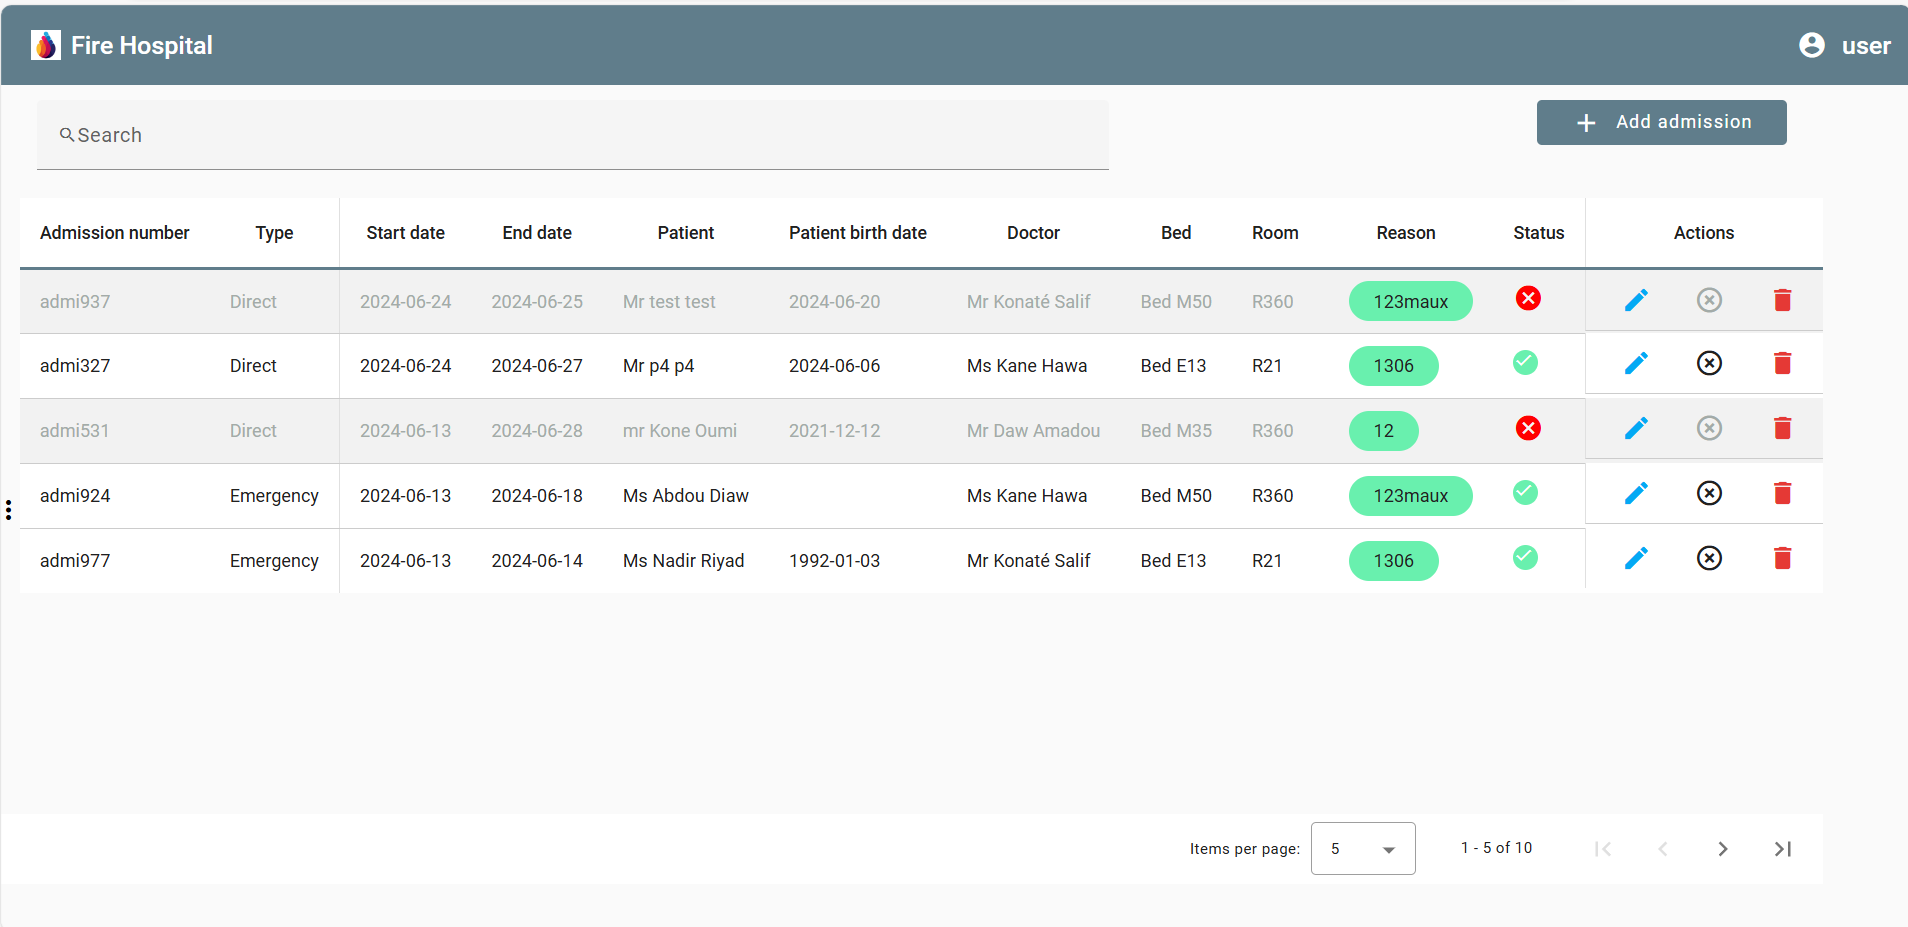 Fire Hospital
user
Search
Add admission
Admission number Type Start date End date Patient Patient birth date Doctor Bed Room Reason Status Actions
admi937 Direct 2024-06-24 2024-06-25 Mr test test 2024-06-20 Mr Konaté Salif Bed M50 R360 123maux
admi327 Direct 2024-06-24 2024-06-27 Mr p4 p4 2024-06-06 Ms Kane Hawa Bed E13 R21 1306
admi531 Direct 2024-06-13 2024-06-28 mr Kone Oumi 2021-12-12 Mr Daw Amadou Bed M35 R360 12
admi924 Emergency 2024-06-13 2024-06-18 Ms Abdou Diaw Ms Kane Hawa Bed M50 R360 123maux
admi977 Emergency 2024-06-13 2024-06-14 Ms Nadir Riyad 1992-01-03 Mr Konaté Salif Bed E13 R21 1306
Items per page: 5 1 - 5 of 10